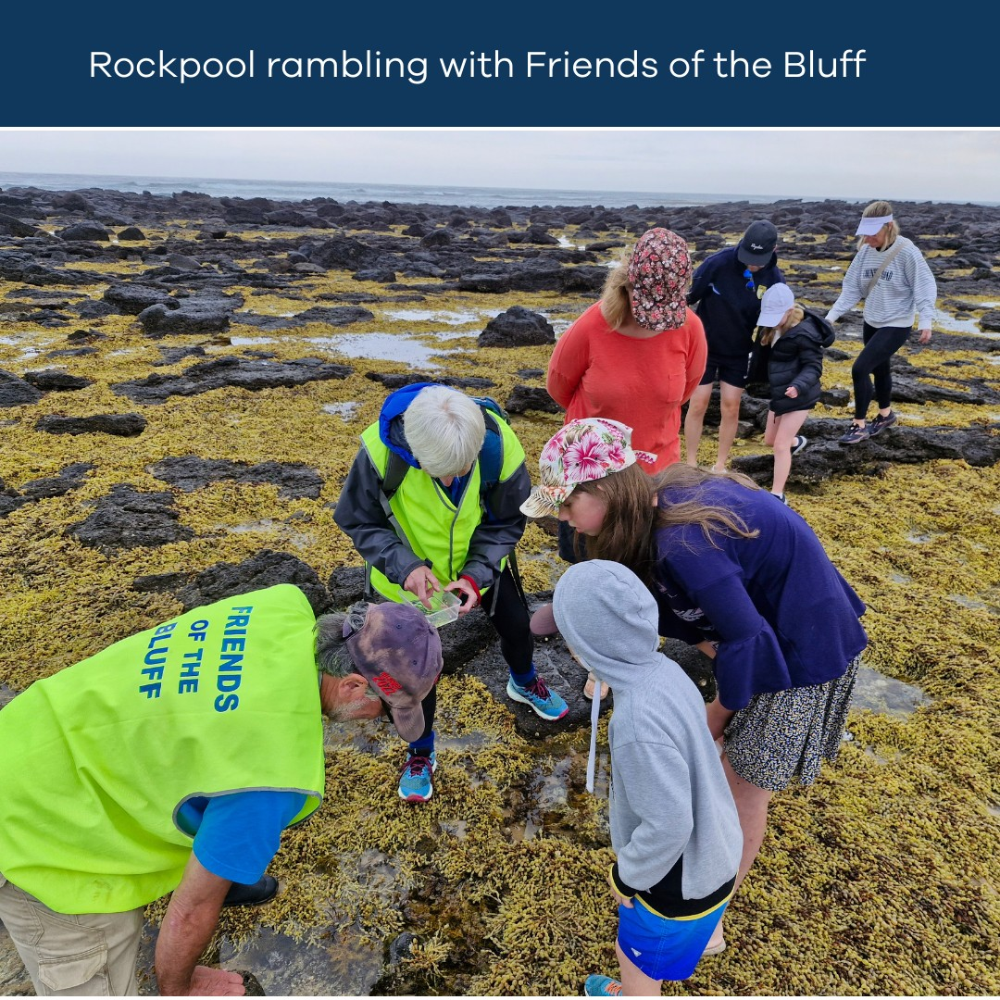 Rockpool rambling with Friends of the Bluff
FRIENDS
OF THE
BLUFF